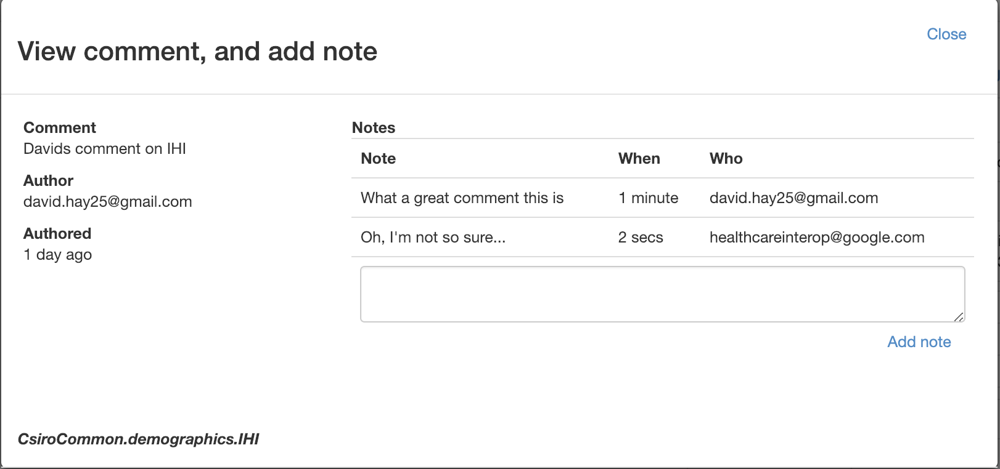 Close
View comment, and add note
Comment
Davids comment on IHI
Author
david.hay25@gmail.com
Authored
1 day ago
Notes
Note When Who
What a great comment this is 1 minute david.hay25@gmail.com
Oh, I'm not so sure... 2 secs healthcareinterop@google.com
Add note
CsiroCommon.demographics.IHI